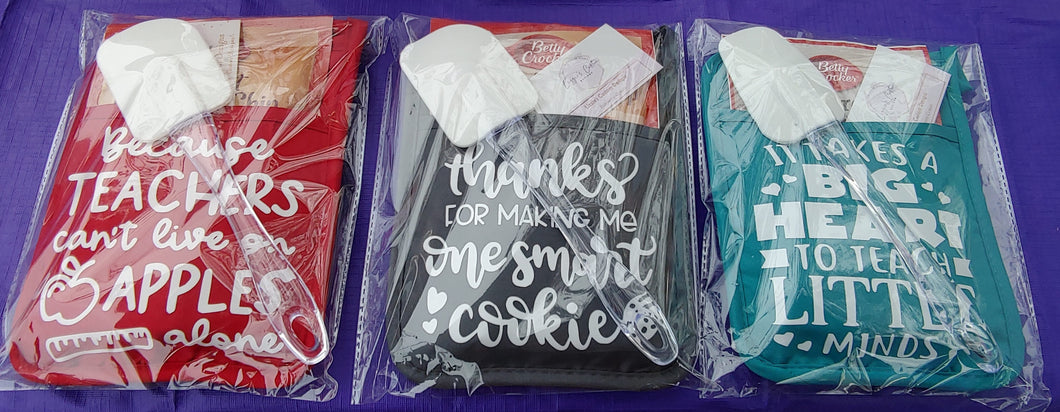 Because
TEACHERS
can't live on
APPLES
alone
Betty
Crocker
thanks
FOR MAKING ME
one smart
cookie
Betty
Crocker
IT TAKES A
BIG
HEART
TO TEACH
LITTLE
MINDS